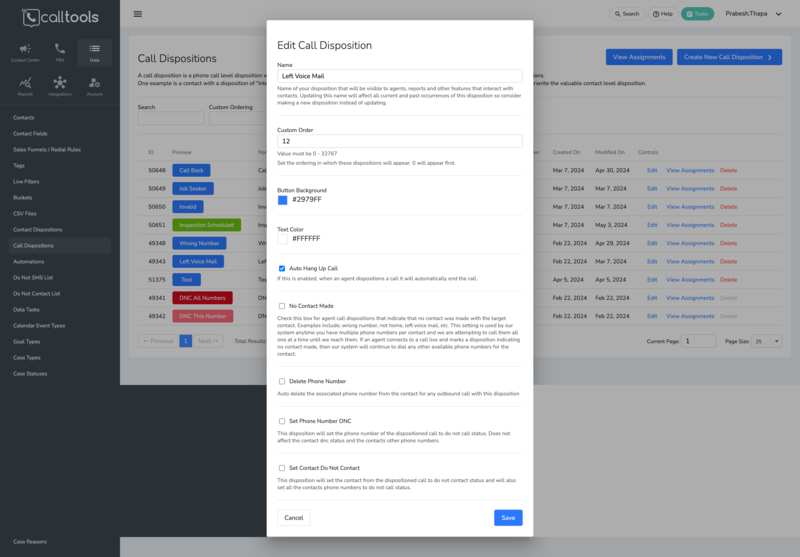 calltools
Search
Help
Tasks
Prabesh.Thapa
Contact Center
PBX
Data
Reports
Integrations
Account
Contacts
Contact Fields
Sales Funnels / Redial Rules
Tags
Live Filters
Buckets
CSV Files
Contact Dispositions
Call Dispositions
Automations
Do Not SMS List
Do Not Contact List
Data Tasks
Calendar Event Types
Goal Types
Case Types
Case Statuses
Case Reasons
Call Dispositions
View Assignments
Create New Call Disposition
A call disposition is a phone call level disposition
One example is a contact with a disposition of
write the valuable contact level disposition.
Search
Custom Ordering
ID Preview Created On Modified On Controls
50648 Call Back Mar 7, 2024 Apr 30, 2024 Edit View Assignments Delete
50649 Job Seeker Mar 7, 2024 Mar 7, 2024 Edit View Assignments Delete
50650 Invalid Mar 7, 2024 Mar 7, 2024 Edit View Assignments Delete
50651 Inspection Scheduled Mar 7, 2024 May 3, 2024 Edit View Assignments Delete
49348 Wrong Number Feb 22, 2024 Apr 29, 2024 Edit View Assignments Delete
49343 Left Voice Mail Feb 22, 2024 Feb 22, 2024 Edit View Assignments Delete
51375 Test Apr 5, 2024 Apr 5, 2024 Edit View Assignments Delete
49341 DNC All Numbers Feb 22, 2024 Feb 22, 2024 Edit View Assignments Delete
49342 DNC This Number Feb 22, 2024 Feb 22, 2024 Edit View Assignments Delete
← Previous 1 Next → Total Results
Current Page: 1 Page Size: 25
Edit Call Disposition
Name
Left Voice Mail
Name of your disposition that will be visible to agents, reports and other features that interact with
contacts. Updating this name will affect all current and past occurrences of this disposition so consider
making a new disposition instead of updating.
Custom Order
12
Value must be 0 - 32767
Set the ordering in which these dispositions will appear. 0 will appear first.
Button Background
#2979FF
Text Color
#FFFFFF
Auto Hang Up Call
If this is enabled, when an agent dispositions a call it will automatically end the call.
No Contact Made
Check this box for agent call dispositions that indicate that no contact was made with the target
contact. Examples include, wrong number, not home, left voice mail, etc. This setting is used by our
system anytime you have multiple phone numbers per contact and we are attempting to call them all
one at a time until we reach them. If an agent connects to a call live and marks a disposition indicating
no contact made, then our system will continue to dial any other available phone numbers for the
contact.
Delete Phone Number
Auto delete the associated phone number from the contact for any outbound call with this disposition
Set Phone Number DNC
This disposition will set the phone number of the dispositioned call to do not call status. Does not
affect the contact dnc status and the contacts other phone numbers.
Set Contact Do Not Contact
This disposition will set the contact from the dispositioned call to do not contact status and will also
set all the contacts phone numbers to do not call status.
Cancel
Save